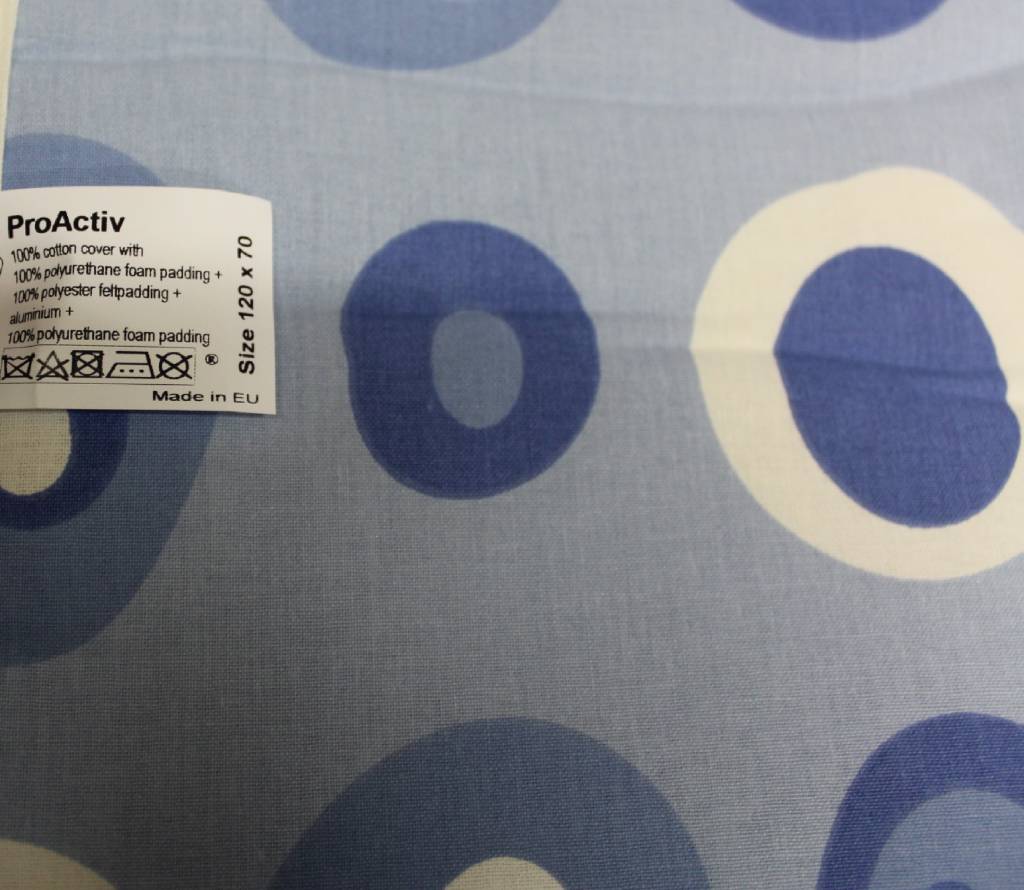 ProActiv
100% cotton cover with
100% polyurethane foam padding +
100% polyester feltpadding +
aluminium +
100% polyurethane foam padding
®
Made in EU
Size 120 x 70